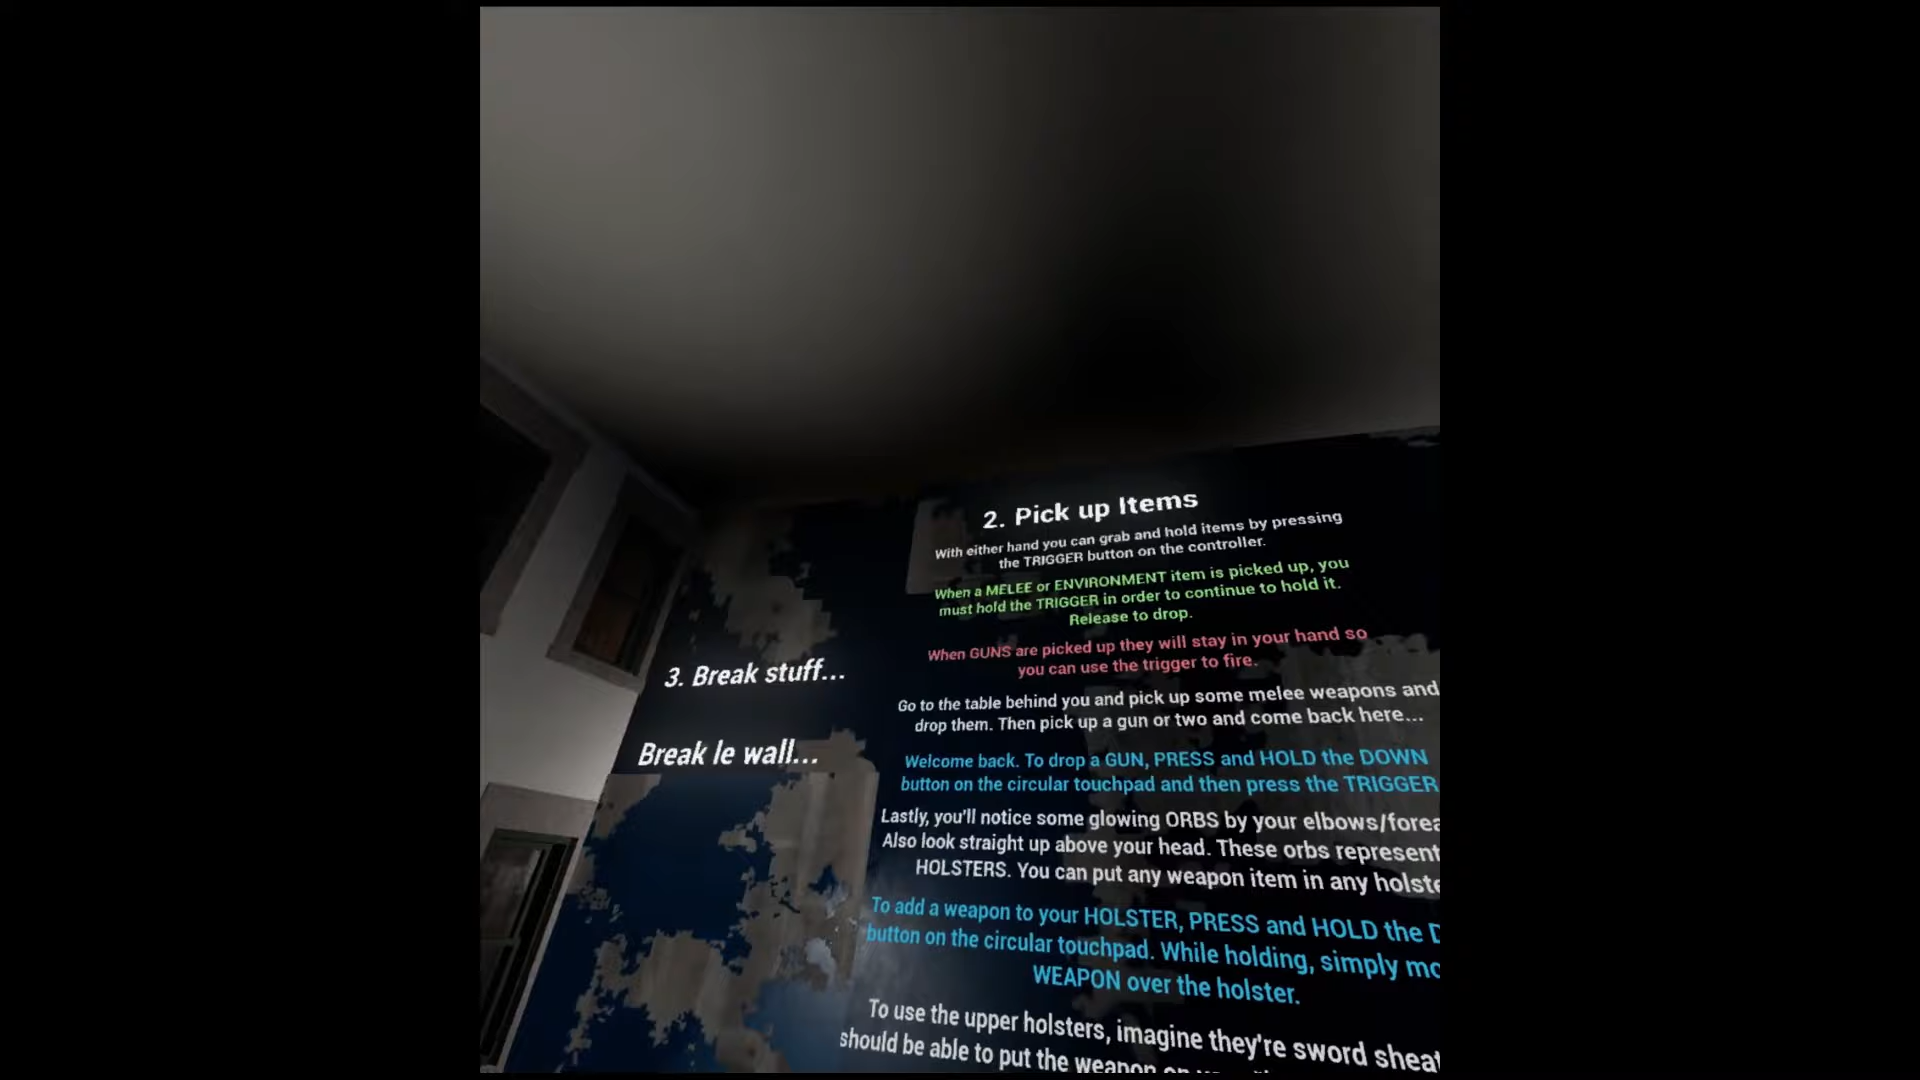 2. Pick up Items
With either hand you can grab and hold items by pressing
the TRIGGER button on the controller.
When a MELEE or ENVIRONMENT item is picked up, you
must hold the TRIGGER in order to continue to hold it.
Release to drop.
When GUNS are picked up they will stay in your hand so
you can use the trigger to fire.
Go to the table behind you and pick up some melee weapons and
drop them. Then pick up a gun or two and come back here...
Welcome back. To drop a GUN, PRESS and HOLD the DOWN
button on the circular touchpad and then press the TRIGGER
Lastly, you'll notice some glowing ORBS by your elbows/forea
Also look straight up above your head. These orbs represent
HOLSTERS. You can put any weapon item in any holste
To add a weapon to your HOLSTER, PRESS and HOLD the D
button on the circular touchpad. While holding, simply mo
WEAPON over the holster.
To use the upper holsters, imagine they're sword sheat
should be able to put the weapon on
3. Break stuff...
Break le wall...